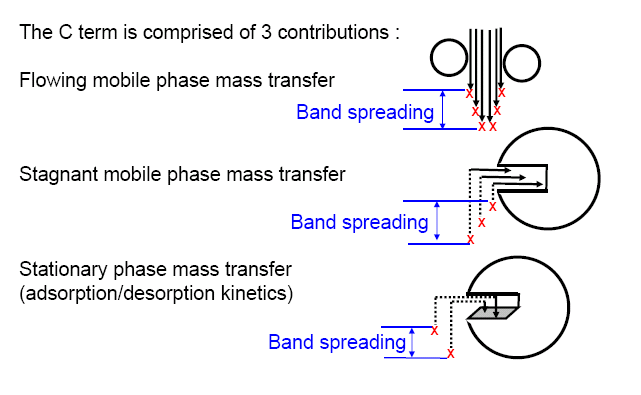 The C term is comprised of 3 contributions :
Flowing mobile phase mass transfer
Band spreading
x x
x x
xx
Stagnant mobile phase mass transfer
Band spreading
x
x
x
Stationary phase mass transfer
(adsorption/desorption kinetics)
Band spreading
x
x